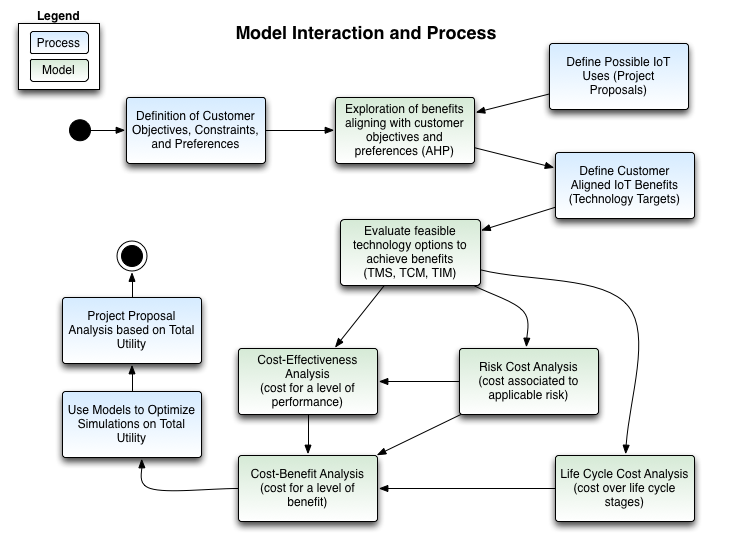 Legend
Process
Model
Model Interaction and Process
Define Possible IoT
Uses (Project
Proposals)
Definition of Customer
Objectives, Constraints,
and Preferences
Exploration of benefits
aligning with customer
objectives and
preferences (AHP)
Define Customer
Aligned IoT Benefits
(Technology Targets)
Evaluate feasible
technology options to
achieve benefits
(TMS, TCM, TIM)
Project Proposal
Analysis based on Total
Utility
Cost-Effectiveness
Analysis
(cost for a level of
performance)
Risk Cost Analysis
(cost associated to
applicable risk)
Use Models to Optimize
Simulations on Total
Utility
Cost-Benefit Analysis
(cost for a level of
benefit)
Life Cycle Cost Analysis
(cost over life cycle
stages)